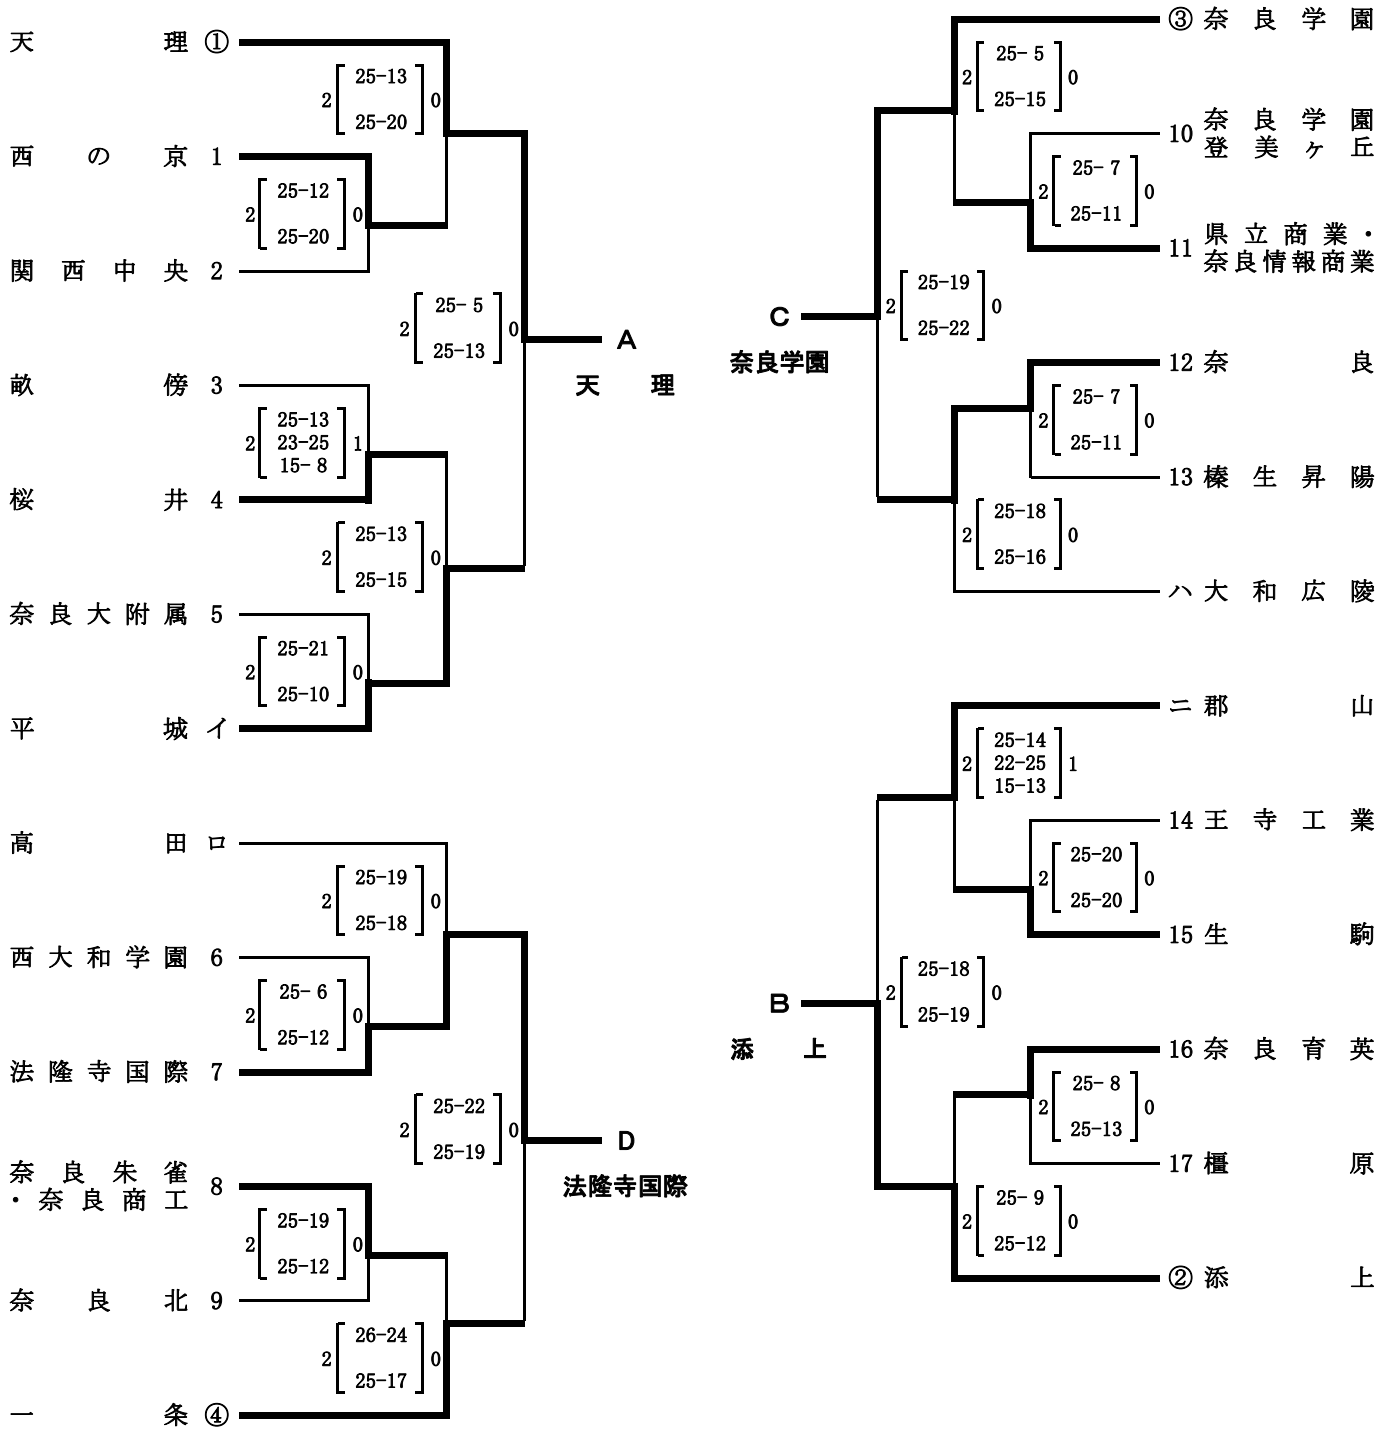 天理 ①
2 25-13 0
25-20
西の京 1
2 25-12 0
25-20
関西中央 2
2 25- 5 0
25-13
A
天理
畝傍 3
25-13
2 23-25 1
15- 8
桜井 4
2 25-13 0
25-15
奈良大附属 5
2 25-21 0
25-10
平城 イ
高田 ロ
2 25-19 0
25-18
西大和学園 6
2 25- 6 0
25-12
法隆寺国際 7
2 25-22 0
25-19
D
法隆寺国際
奈良朱雀
・奈良商工 8
2 25-19 0
25-12
奈良北 9
2 26-24 0
25-17
一条 ④
③ 奈良学園
2 25- 5 0
25-15
10 奈良学園
登美ヶ丘
2 25- 7 0
25-11
11 県立商業・
奈良情報商業
2 25-19 0
25-22
C
奈良学園
12 奈良
2 25- 7 0
25-11
13 榛生昇陽
2 25-18 0
25-16
ハ 大和広陵
ニ 郡山
25-14
2 22-25 1
15-13
14 王寺工業
2 25-20 0
25-20
15 生駒
2 25-18 0
25-19
B
添上
16 奈良育英
2 25- 8 0
25-13
17 橿原
2 25- 9 0
25-12
② 添上